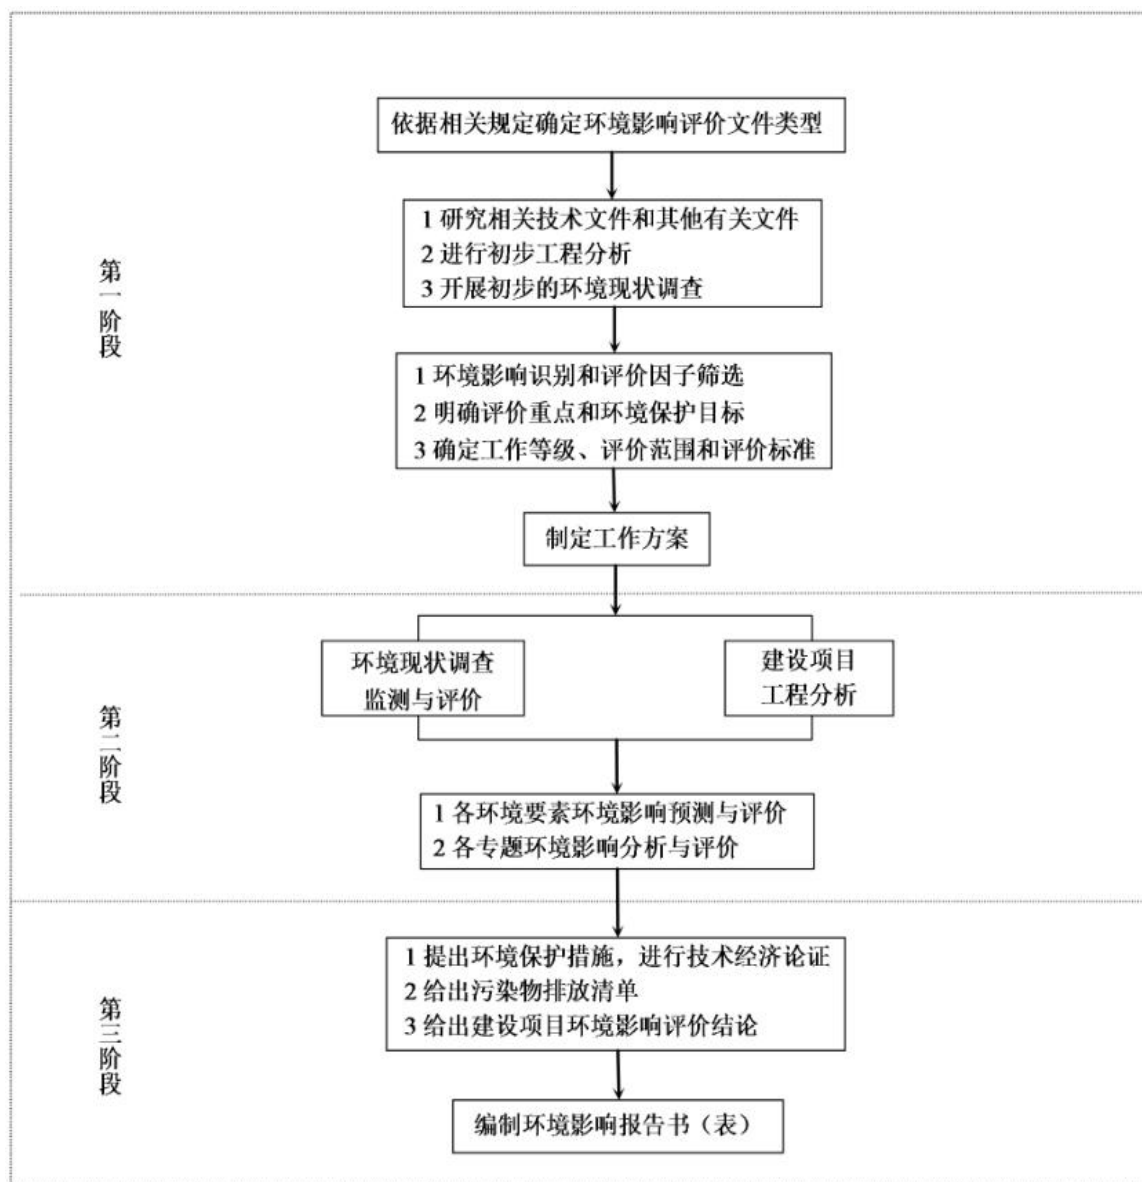 依据相关规定确定环境影响评价文件类型
1 研究相关技术文件和其他有关文件
2 进行初步工程分析
3 开展初步的环境现状调查
第一阶段
1 环境影响识别和评价因子筛选
2 明确评价重点和环境保护目标
3 确定工作等级、评价范围和评价标准
制定工作方案
环境现状调查
监测与评价
建设项目
工程分析
第二阶段
1 各环境要素环境影响预测与评价
2 各专题环境影响分析与评价
1 提出环境保护措施，进行技术经济论证
2 给出污染物排放清单
3 给出建设项目环境影响评价结论
第三阶段
编制环境影响报告书（表）